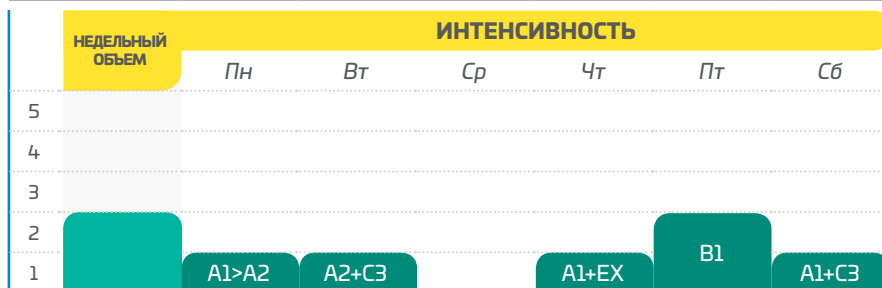 НЕДЕЛЬНЫЙ
ОБЪЕМ
ИНТЕНСИВНОСТЬ
Пн Вт Ср Чт Пт Сб
5
4
3
2
B1
1 A1>A2 A2+C3 A1+EX A1+C3